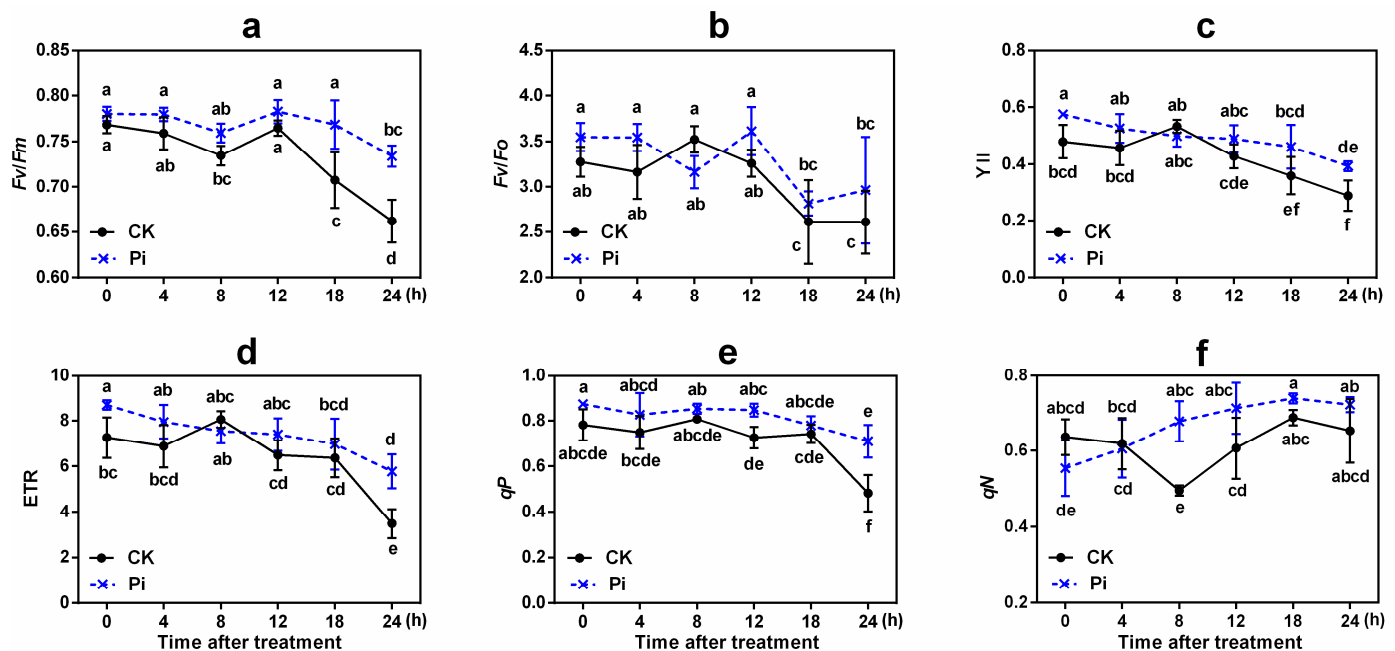 a
0.85
0.80
0.75
0.70
0.65
0.60
Fv/Fm
a a ab a a bc
a ab bc a c d
CK
Pi
0 4 8 12 18 24 (h)
b
4.5
4.0
3.5
3.0
2.5
2.0
Fv/Fo
a a a a bc bc
ab ab ab ab c c
CK
Pi
0 4 8 12 18 24 (h)
c
0.8
0.6
0.4
0.2
0.0
Y II
a ab ab abc bcd de
bcd bcd abc cde ef f
CK
Pi
0 4 8 12 18 24 (h)
d
10
8
6
4
2
0
ETR
a ab abc abc bcd d
bc bcd ab cd cd e
CK
Pi
0 4 8 12 18 24 (h)
Time after treatment
e
1.0
0.8
0.6
0.4
0.2
0.0
qP
a abcd ab abc abcde e
abcde bcde abcde de cde f
CK
Pi
0 4 8 12 18 24 (h)
Time after treatment
f
0.8
0.6
0.4
0.2
qN
abcd bcd abc abc a ab
de cd e cd abc abcd
CK
Pi
0 4 8 12 18 24 (h)
Time after treatment